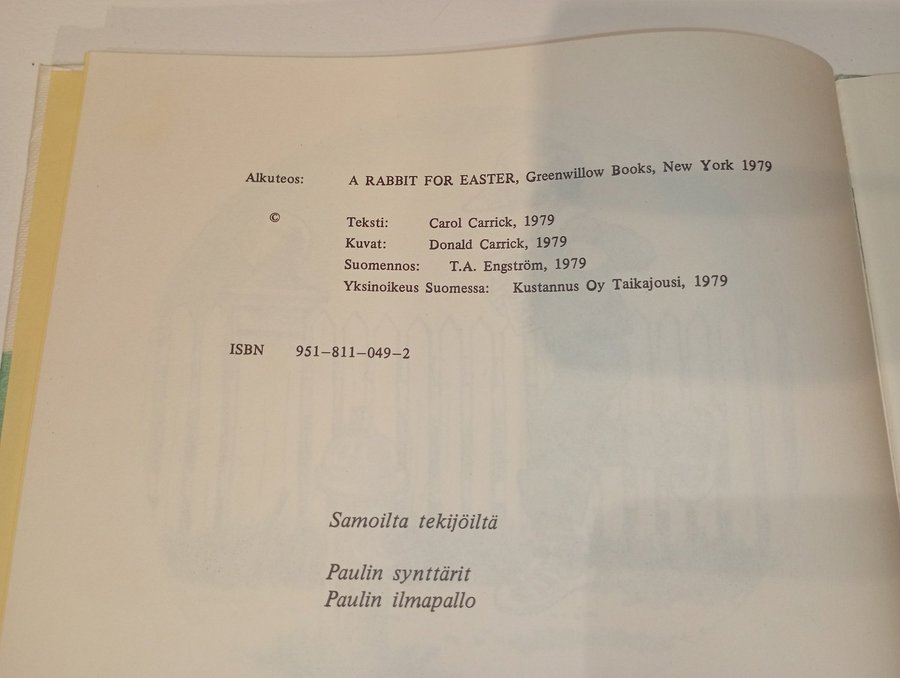 Alkuteos: A RABBIT FOR EASTER, Greenwillow Books, New York 1979
© Teksti: Carol Carrick, 1979
Kuvat: Donald Carrick, 1979
Suomennos: T.A. Engström, 1979
Yksinoikeus Suomessa: Kustannus Oy Taikajousi, 1979
ISBN 951–811–049–2
Samoilta tekijöiltä
Paulin synttärit
Paulin ilmapallo